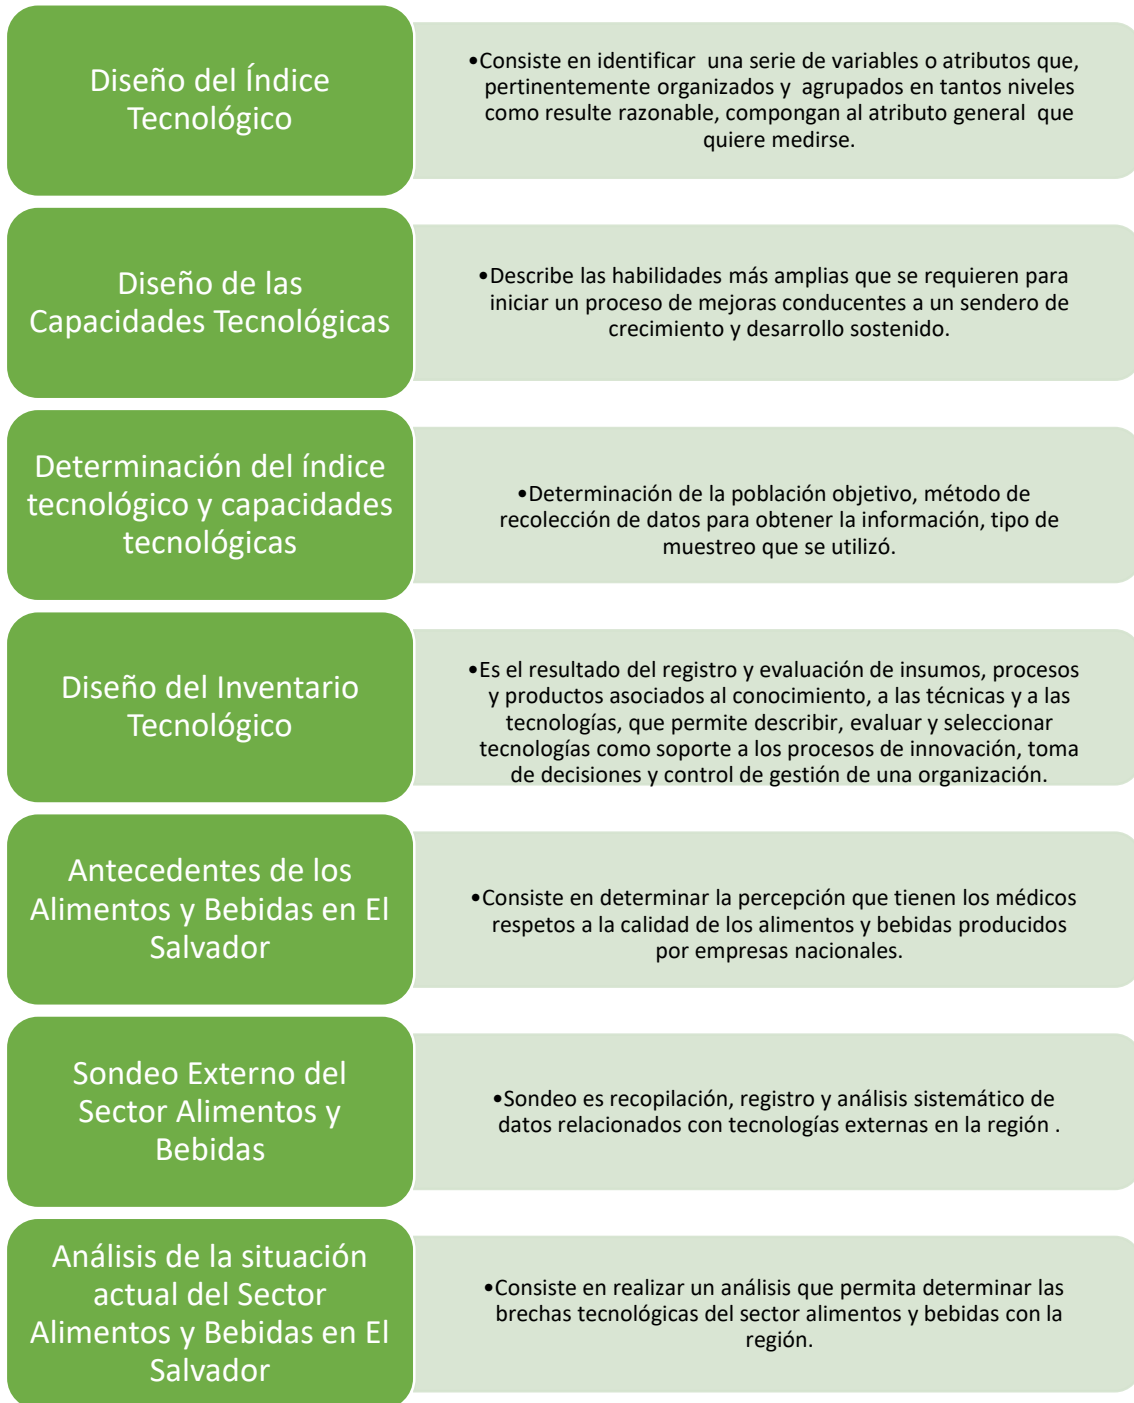 Diseño del Índice
Tecnológico
•Consiste en identificar  una serie de variables o atributos que,
pertinentemente organizados y  agrupados en tantos niveles
como resulte razonable, compongan al atributo general  que
quiere medirse.
Diseño de las
Capacidades Tecnológicas
•Describe las habilidades más amplias que se requieren para
iniciar un proceso de mejoras conducentes a un sendero de
crecimiento y desarrollo sostenido.
Determinación del índice
tecnológico y capacidades
tecnológicas
•Determinación de la población objetivo, método de
recolección de datos para obtener la información, tipo de
muestreo que se utilizó.
Diseño del Inventario
Tecnológico
•Es el resultado del registro y evaluación de insumos, procesos
y productos asociados al conocimiento, a las técnicas y a las
tecnologías, que permite describir, evaluar y seleccionar
tecnologías como soporte a los procesos de innovación, toma
de decisiones y control de gestión de una organización.
Antecedentes de los
Alimentos y Bebidas en El
Salvador
•Consiste en determinar la percepción que tienen los médicos
respetos a la calidad de los alimentos y bebidas producidos
por empresas nacionales.
Sondeo Externo del
Sector Alimentos y
Bebidas
•Sondeo es recopilación, registro y análisis sistemático de
datos relacionados con tecnologías externas en la región .
Análisis de la situación
actual del Sector
Alimentos y Bebidas en El
Salvador
•Consiste en realizar un análisis que permita determinar las
brechas tecnológicas del sector alimentos y bebidas con la
región.